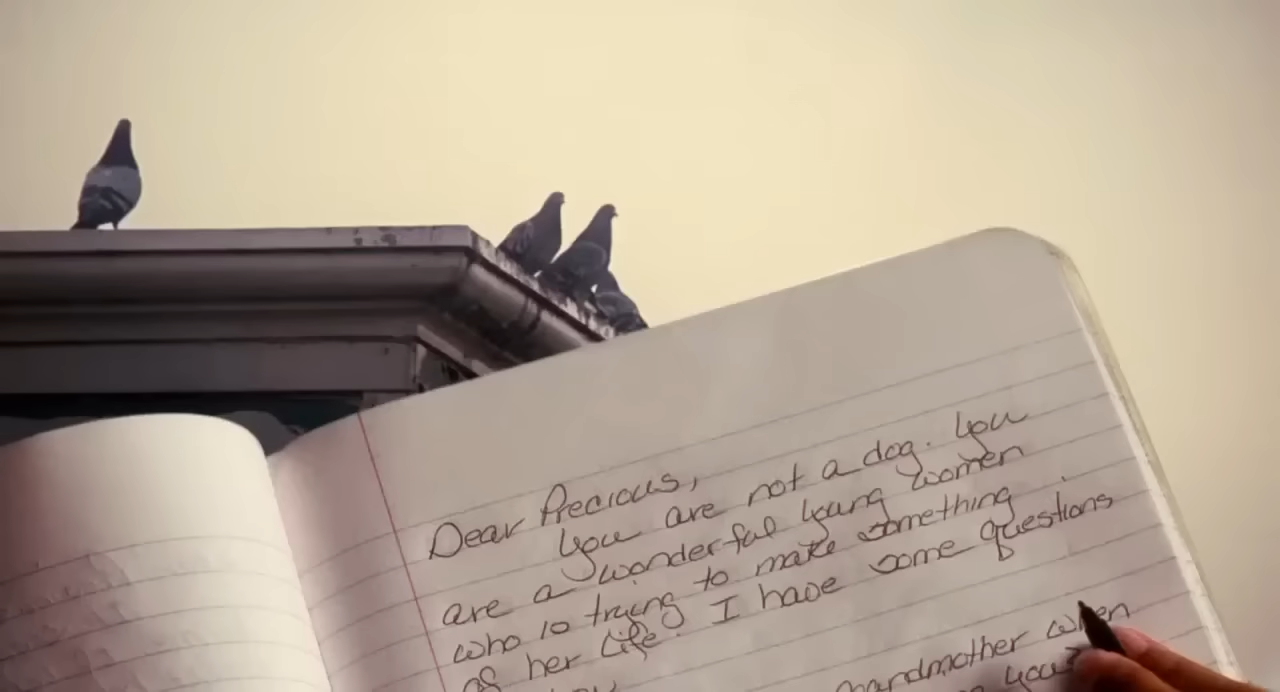 Dear Precious,
you are not a dog. You
are a wonderful young women
who is trying to make something
of her life. I have some questions
grandmother when
you